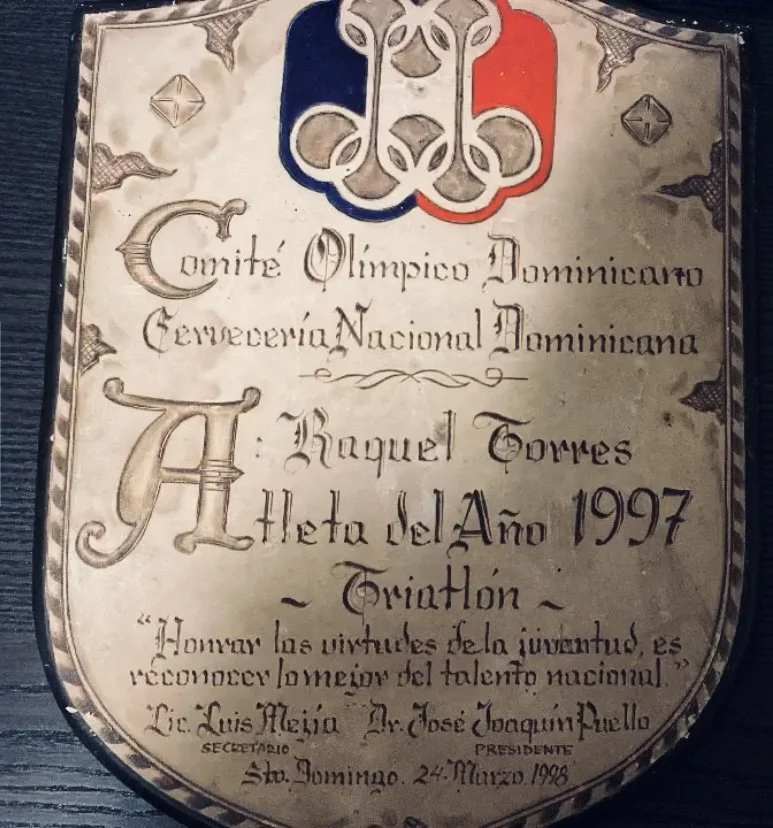 Comité Olímpico Dominicano
Cervecería Nacional Dominicana
A: Raquel Torres
Atleta del Año 1997
~ Triatlón ~
"Honrar las virtudes de la juventud, es
reconocer lo mejor del talento nacional."
Lic. Luis Mejía Dr. José Joaquín Puello
SECRETARIO PRESIDENTE
Sto. Domingo. 24 Marzo. 1998